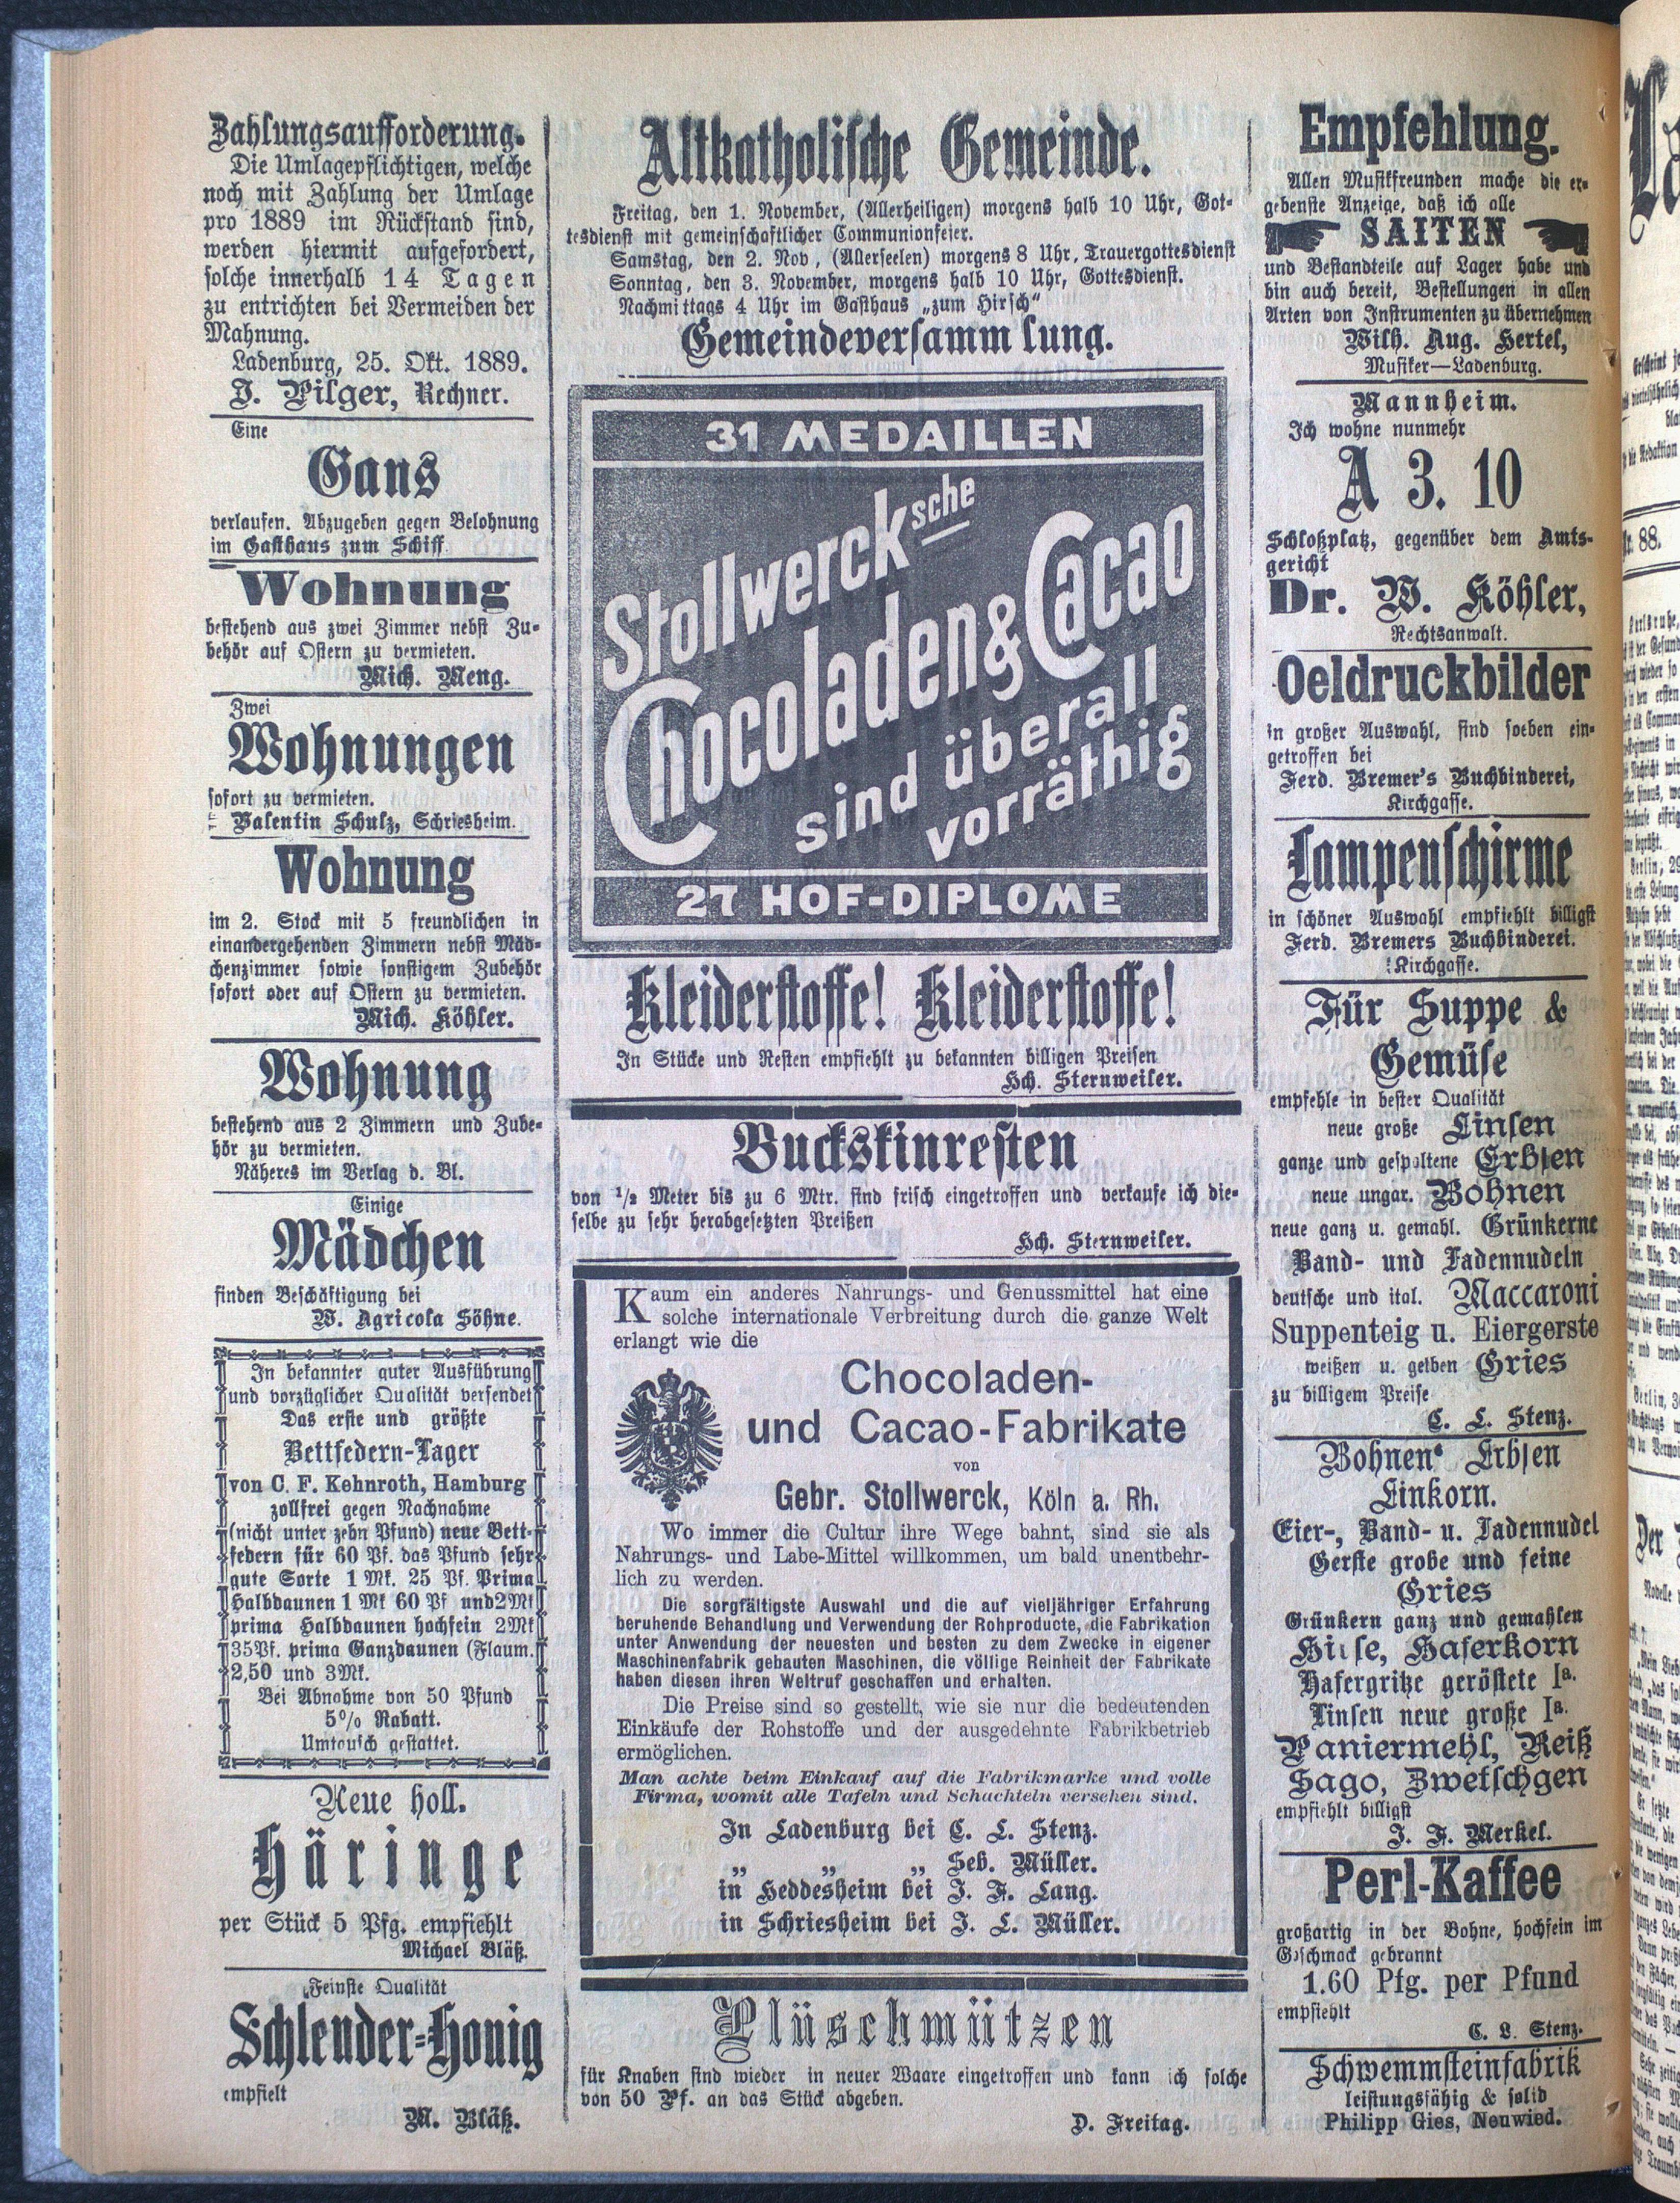 Zahlungsaufforderung.
Die Umlagepflichtigen, welche
noch mit Zahlung der Umlage
pro 1889 im Rückstand sind,
werden hiermit aufgefordert,
solche innerhalb 14 Tagen
zu entrichten bei Vermeiden der
Mahnung.
Ladenburg, 25. Okt. 1889.
J. Pilger, Rechner.
Eine
Gans
verlaufen. Abzugeben gegen Belohnung
im Gasthaus zum Schiff
Wohnung
bestehend aus zwei Zimmer nebst Zu-
behör auf Ostern zu vermieten.
Mich. Meng.
Zwei
Wohnungen
sofort zu vermieten.
Valentin Schulz, Schriesheim.
Wohnung
im 2. Stock mit 5 freundlichen in
einandergehenden Zimmern nebst Mäd-
chenzimmer sowie sonstigem Zubehör
sofort oder auf Ostern zu vermieten.
Mich. Köhler.
Wohnung
bestehend aus 2 Zimmern und Zube-
hör zu vermieten.
Näheres im Verlag d. Bl.
Einige
Mädchen
finden Beschäftigung bei
W. Agricola Söhne.
In bekannter guter Ausführung
und vorzüglicher Qualität versendet
Das erste und größte
Bettfedern-Lager
von C. F. Kehnroth, Hamburg
zollfrei gegen Nachnahme
(nicht unter zehn Pfund) neue Bett-
federn für 60 Pf. das Pfund sehr
gute Sorte 1 Mk. 25 Pf. Prima
Halbdaunen 1 Mk 60 Pf und 2 Mk
prima Halbdaunen hochfein 2 Mk
35 Pf. prima Ganzdaunen (Flaum.
2,50 und 3 Mk.
Bei Abnahme von 50 Pfund
5% Rabatt.
Umtausch gestattet.
Neue holl.
Häringe
per Stück 5 Pfg. empfiehlt
Michael Bläß.
Feinste Qualität
Schleuder-Honig
empfielt
M. Bläß.
Altkatholische Gemeinde.
Freitag, den 1. November, (Allerheiligen) morgens halb 10 Uhr, Got-
tesdienst mit gemeinschaftlicher Communionfeier.
Samstag, den 2. Nov, (Allerseelen) morgens 8 Uhr, Trauergottesdienst
Sonntag, den 3. November, morgens halb 10 Uhr, Gottesdienst.
Nachmittags 4 Uhr im Gasthaus „zum Hirsch"
Gemeindeversammlung.
31 MEDAILLEN
Stollwerck'sche
Chocoladen & Cacao
sind überall
vorräthig
27 HOF-DIPLOME
Kleiderstoffe! Kleiderstoffe!
In Stücke und Resten empfiehlt zu bekannten billigen Preisen
Hch. Sternweiler.
Buckskinresten
von 1/2 Meter bis zu 6 Mtr. sind frisch eingetroffen und verkaufe ich die-
selbe zu sehr herabgesetzten Preißen
Hch. Sternweiler.
Kaum ein anderes Nahrungs- und Genussmittel hat eine
solche internationale Verbreitung durch die ganze Welt
erlangt wie die
Chocoladen-
und Cacao-Fabrikate
von
Gebr. Stollwerck, Köln a. Rh.
Wo immer die Cultur ihre Wege bahnt, sind sie als
Nahrungs- und Labe-Mittel willkommen, um bald unentbehr-
lich zu werden.
Die sorgfältigste Auswahl und die auf vieljähriger Erfahrung
beruhende Behandlung und Verwendung der Rohproducte, die Fabrikation
unter Anwendung der neuesten und besten zu dem Zwecke in eigener
Maschinenfabrik gebauten Maschinen, die völlige Reinheit der Fabrikate
haben diesen ihren Weltruf geschaffen und erhalten.
Die Preise sind so gestellt, wie sie nur die bedeutenden
Einkäufe der Rohstoffe und der ausgedehnte Fabrikbetrieb
ermöglichen.
Man achte beim Einkauf auf die Fabrikmarke und volle
Firma, womit alle Tafeln und Schachteln versehen sind.
In Ladenburg bei C. L. Stenz.
„ „ „ Seb. Müller.
in Heddesheim bei J. F. Lang.
in Schriesheim bei J. L. Müller.
Plüschmützen
für Knaben sind wieder in neuer Waare eingetroffen und kann ich solche
von 50 Pf. an das Stück abgeben.
D. Freitag.
Empfehlung.
Allen Musikfreunden mache die er-
gebenste Anzeige, daß ich alle
SAITEN
und Bestandteile auf Lager habe und
bin auch bereit, Bestellungen in allen
Arten von Instrumenten zu übernehmen
Wilh. Aug. Hertel,
Musiker—Ladenburg.
Mannheim.
Ich wohne nunmehr
A 3. 10
Schloßplatz, gegenüber dem Amts-
gericht
Dr. W. Köhler,
Rechtsanwalt.
Oeldruckbilder
in großer Auswahl, sind soeben ein-
getroffen bei
Ferd. Bremer's Buchbinderei,
Kirchgasse.
Lampenschirme
in schöner Auswahl empfiehlt billigst
Ferd. Bremers Buchbinderei.
Kirchgasse.
Für Suppe &
Gemüse
empfehle in bester Qualität
neue große Linsen
ganze und gespaltene Erbsen
neue ungar. Bohnen
neue ganz u. gemahl. Grünkerne
Band- und Fadennudeln
deutsche und ital. Maccaroni
Suppenteig u. Eiergerste
weißen u. gelben Gries
zu billigem Preise
C. L. Stenz.
Bohnen Erbsen
Einkorn.
Eier-, Band- u. Fadennudel
Gerste grobe und feine
Gries
Grünkern ganz und gemahlen
Hirse, Haferkorn
Hafergritze geröstete Ia.
Linsen neue große Ia.
Paniermehl, Reiß
Sago, Zwetschgen
empfiehlt billigst
J. F. Merkel.
Perl-Kaffee
großartig in der Bohne, hochfein im
Geschmack gebrannt
1.60 Pfg. per Pfund
empfiehlt
C. L. Stenz.
Schwemmsteinfabrik
leistungsfähig & solid
Philipp Gies, Neuwied.